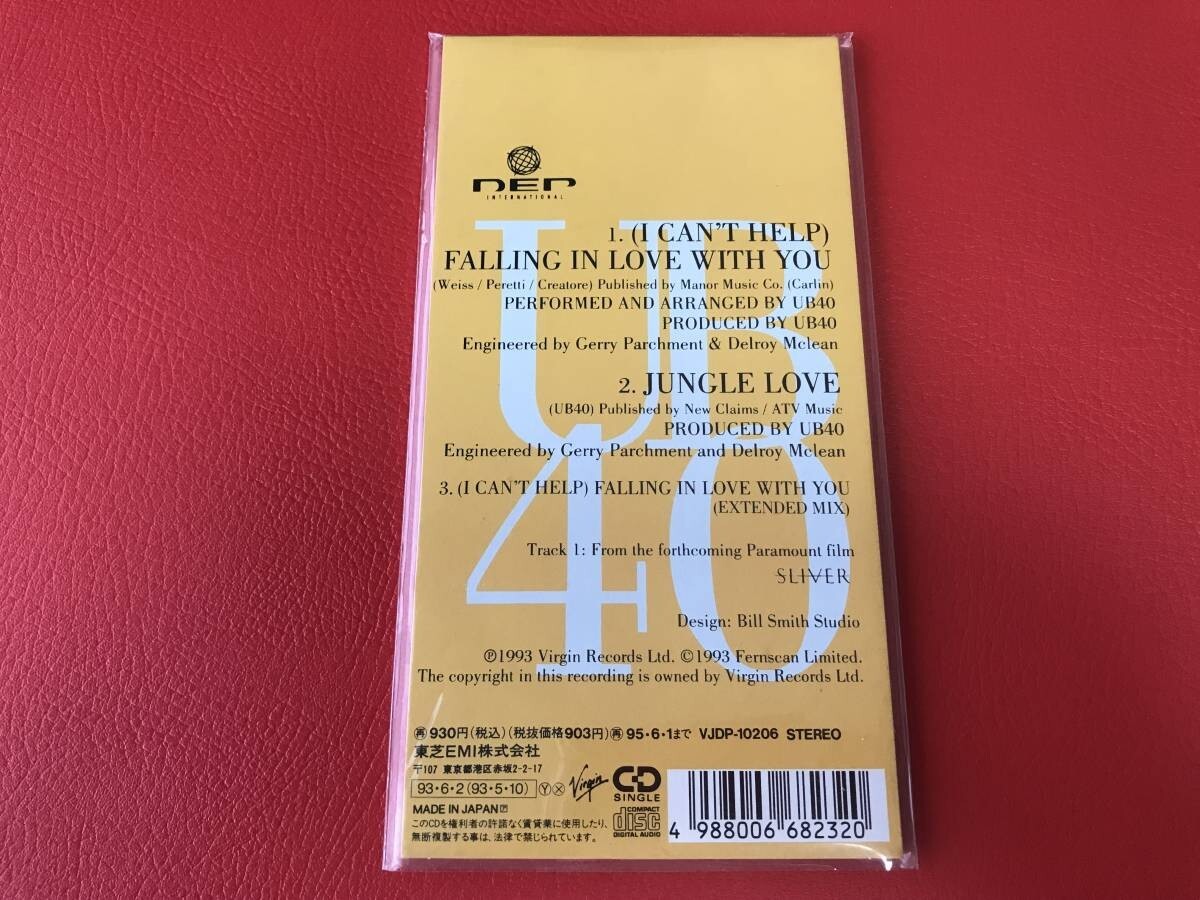 DEP
INTERNATIONAL
UB
40
1. (I CAN'T HELP)
FALLING IN LOVE WITH YOU
(Weiss / Peretti / Creatore) Published by Manor Music Co. (Carlin)
PERFORMED AND ARRANGED BY UB40
PRODUCED BY UB40
Engineered by Gerry Parchment & Delroy Mclean
2. JUNGLE LOVE
(UB40) Published by New Claims / ATV Music
PRODUCED BY UB40
Engineered by Gerry Parchment and Delroy Mclean
3. (I CAN'T HELP) FALLING IN LOVE WITH YOU
(EXTENDED MIX)
Track 1: From the forthcoming Paramount film
SLIVER
Design: Bill Smith Studio
℗1993 Virgin Records Ltd. ©1993 Fernscan Limited.
The copyright in this recording is owned by Virgin Records Ltd.
㊖930円(税込)(税抜価格903円)㊖95・6・1まで VJDP-10206 STEREO
東芝EMI株式会社
〒107 東京都港区赤坂2-2-17
93・6・2(93・5・10) Ⓨ Ⓧ Virgin CD SINGLE
MADE IN JAPAN
COMPACT disc DIGITAL AUDIO
このCDを権利者の許諾なく賃貸業に使用したり、
無断複製する事は、法律で禁じられています。
4 988006 682320